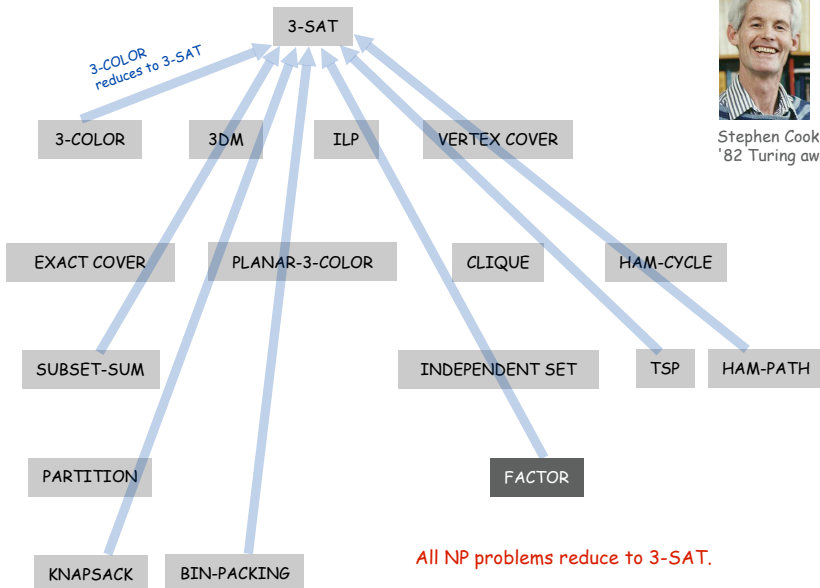 3-SAT
3-COLOR
reduces to 3-SAT
Stephen Cook
'82 Turing aw
3-COLOR
3DM
ILP
VERTEX COVER
EXACT COVER
PLANAR-3-COLOR
CLIQUE
HAM-CYCLE
SUBSET-SUM
INDEPENDENT SET
TSP
HAM-PATH
PARTITION
FACTOR
KNAPSACK
BIN-PACKING
All NP problems reduce to 3-SAT.